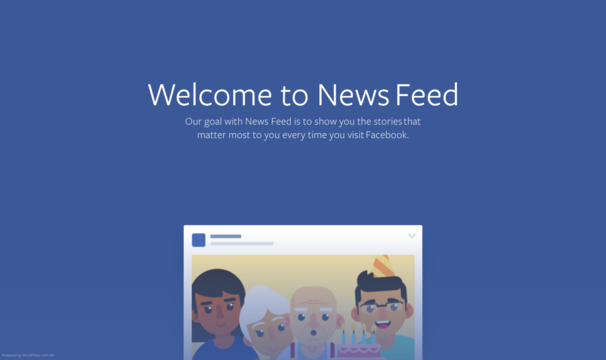 Welcome to News Feed
Our goal with News Feed is to show you the stories that
matter most to you every time you visit Facebook.